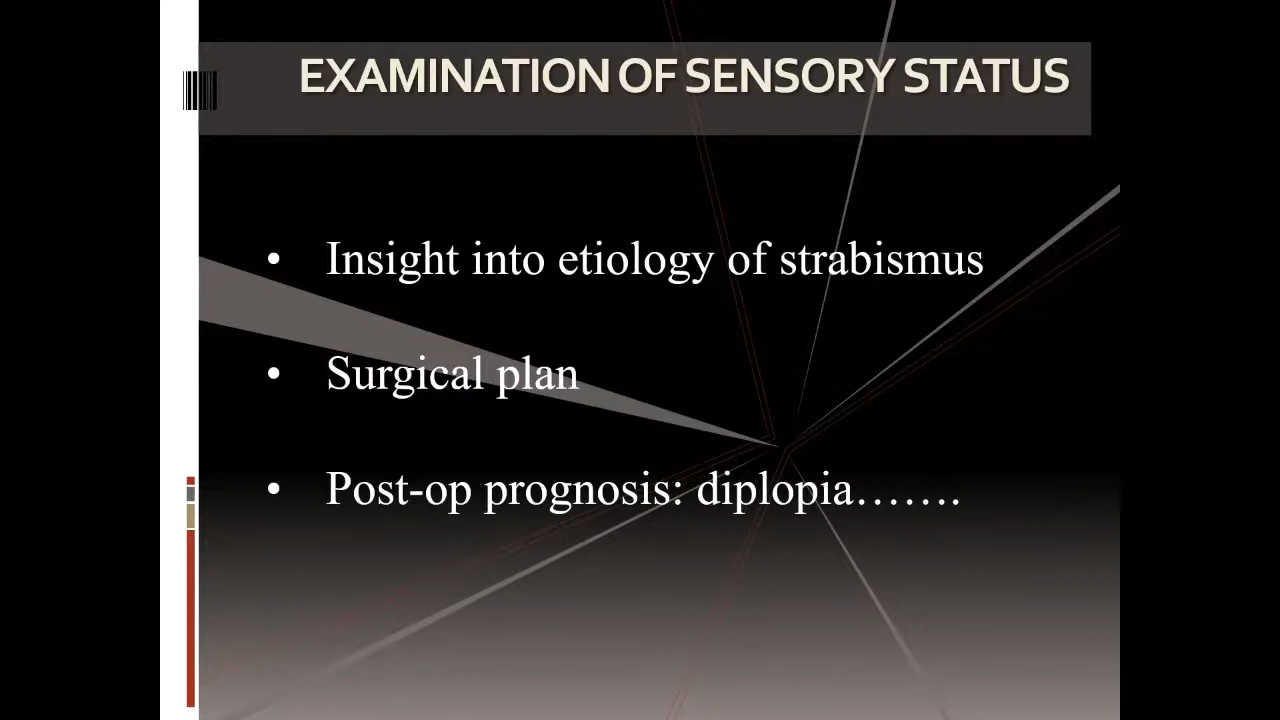 EXAMINATION OF SENSORY STATUS
• Insight into etiology of strabismus
• Surgical plan
• Post-op prognosis: diplopia…….